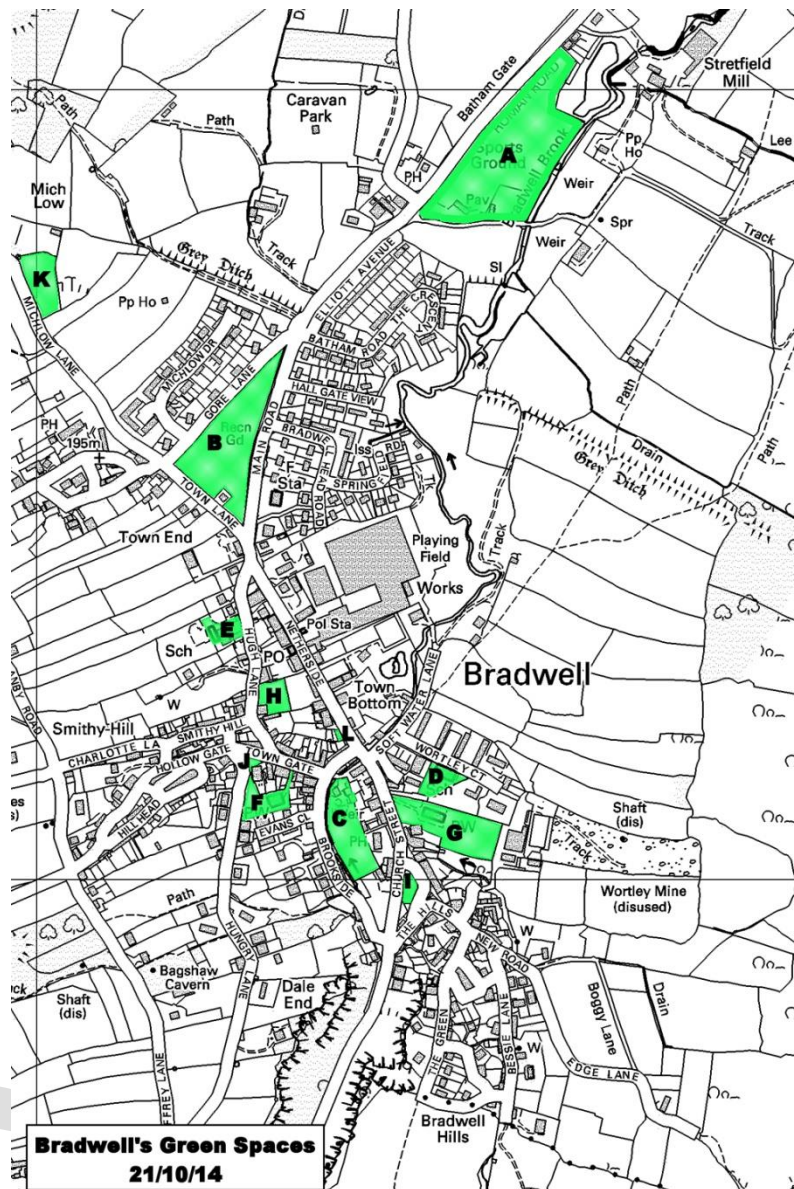 Stretfield
Mill
Batham Gate
ROMAN ROAD
Caravan
Park
Path
Path
A
Sports
Ground
Bradwell Brook
Pp
Ho
Lee
PH
Weir
Mich
Low
Pav
Spr
Track
Weir
Grey Ditch
Track
K
Pp Ho
ELLIOTT AVENUE
SI
THE CRESCENT
BATHAM ROAD
MICHLOW LANE
MICHLOW DR
GORE LANE
HALL GATE VIEW
Path
Drain
Path
PH
195m
B
Recn
Gd
MAIN ROAD
BRADWELL HEAD ROAD
Iss
SPRINGFIELD RD
Grey Ditch
F
Sta
TOWN LANE
Tk
Town End
Playing
Field
Track
Works
E
Sch
HUGH LANE
NETHERSIDE
Pol Sta
PO
H
Town
Bottom
Bradwell
SOFT WATER LANE
W
Smithy-Hill
SMITHY HILL
CHARLOTTE LA
HOLLOW GATE
L
J
TOWN GATE
WORTLEY CT
D
Sch
HILL HEAD
F
EVANS CL
C
PH
BROOKSIDE
CHURCH STREET
PW
G
Shaft
(dis)
Track
Wortley Mine
(disused)
I
THE HILLS
NEW ROAD
Path
HUNGRY LANE
Bagshaw
Cavern
Dale
End
W
Shaft
(dis)
THE GREEN
BESSIE LANE
W
Boggy Lane
Drain
EDGE LANE
Bradwell
Hills
Bradwell's Green Spaces
21/10/14